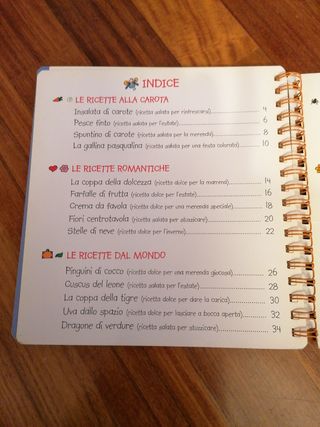 INDICE
LE RICETTE ALLA CAROTA
Insalata di carote (ricetta salata per rinfrescarsi) 4
Pesce finto (ricetta salata per l'estate) 6
Spuntino di carote (ricetta salata per la merenda) 8
La gallina pasqualina (ricetta salata per una festa colorata) 10
LE RICETTE ROMANTICHE
La coppa della dolcezza (ricetta dolce per la mamma) 14
Farfalle di frutta (ricetta dolce per l'estate) 16
Crema da favola (ricetta dolce per una merenda speciale) 18
Fiori centrotavola (ricetta salata per stuzzicare) 20
Stelle di neve (ricetta dolce per l'inverno) 22
LE RICETTE DAL MONDO
Pinguini di cocco (ricetta dolce per una merenda giocosa) 26
Cuscus del leone (ricetta salata per l'estate) 28
La coppa della tigre (ricetta dolce per dare la carica) 30
Uva dallo spazio (ricetta dolce per lasciare a bocca aperta) 32
Dragone di verdure (ricetta salata per stuzzicare) 34